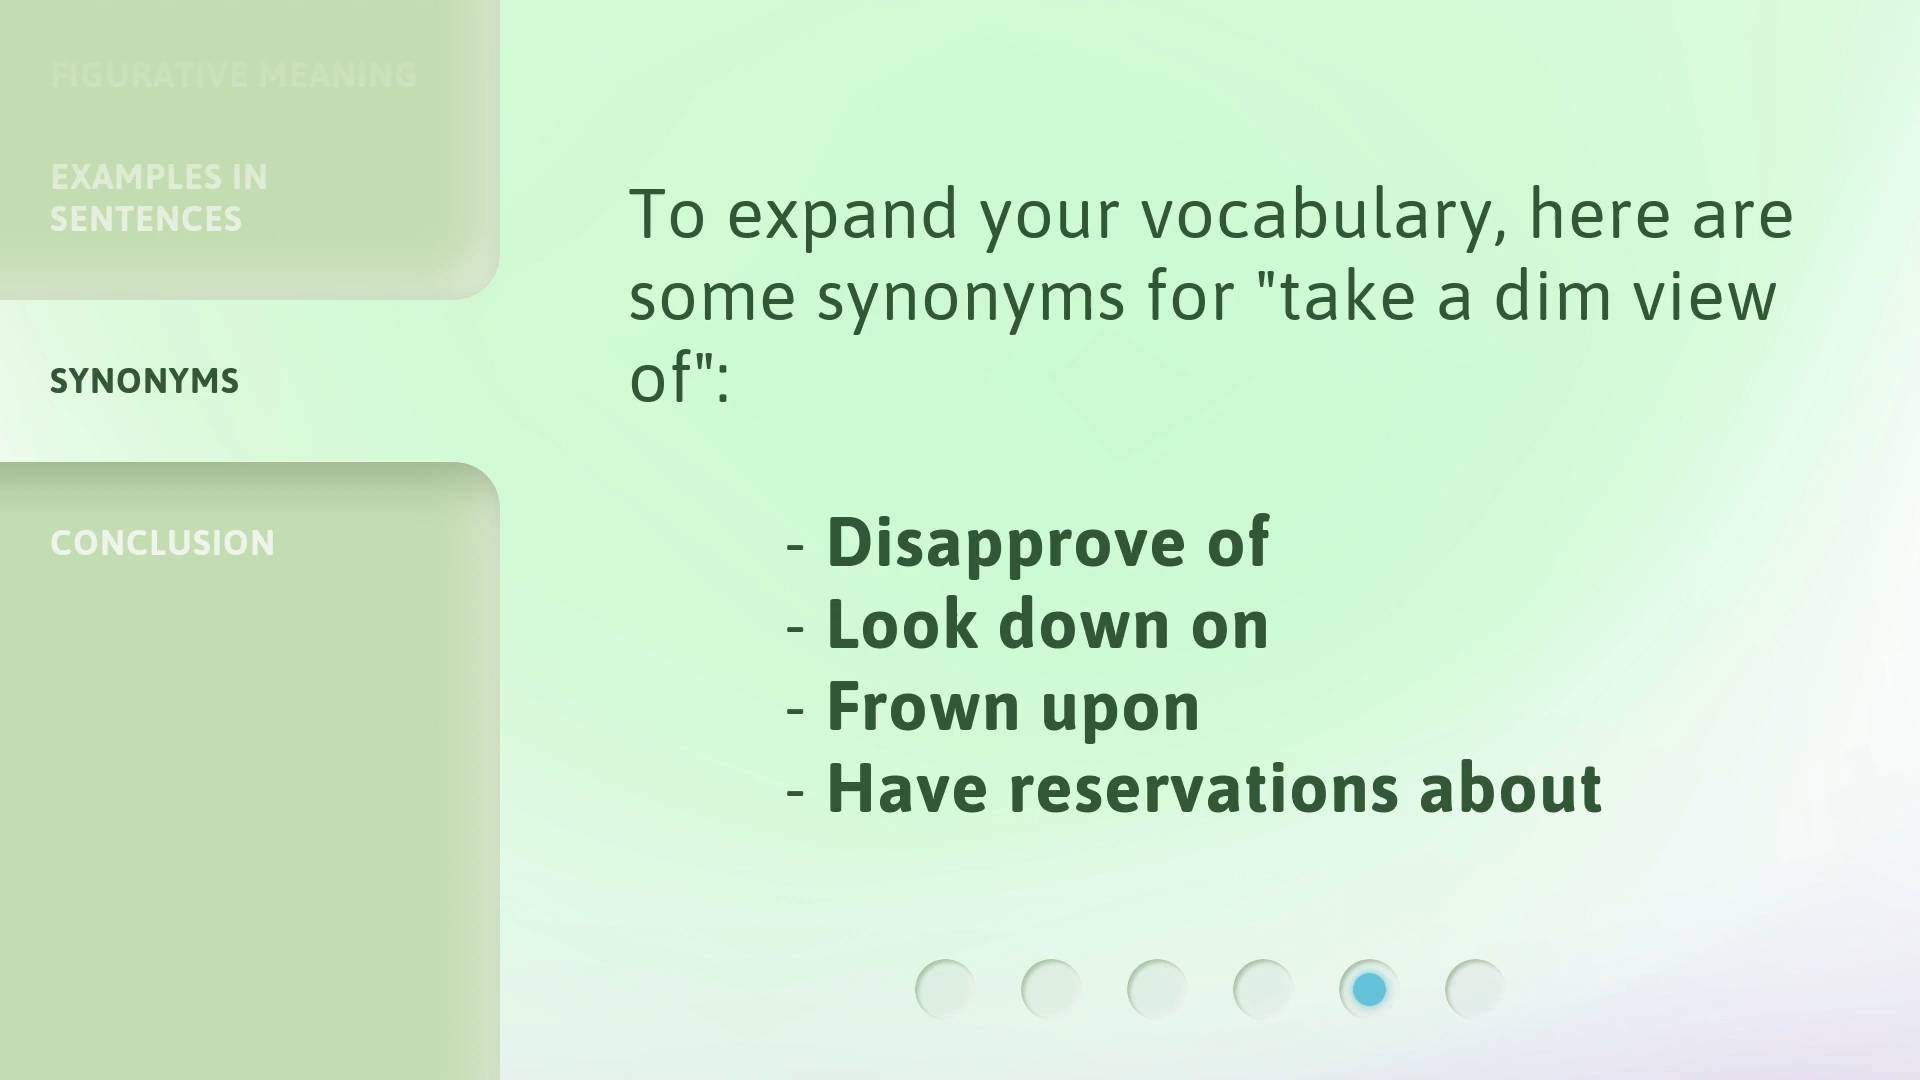 FIGURATIVE MEANING
EXAMPLES IN
SENTENCES
SYNONYMS
CONCLUSION
To expand your vocabulary, here are
some synonyms for "take a dim view
of":
- Disapprove of
- Look down on
- Frown upon
- Have reservations about